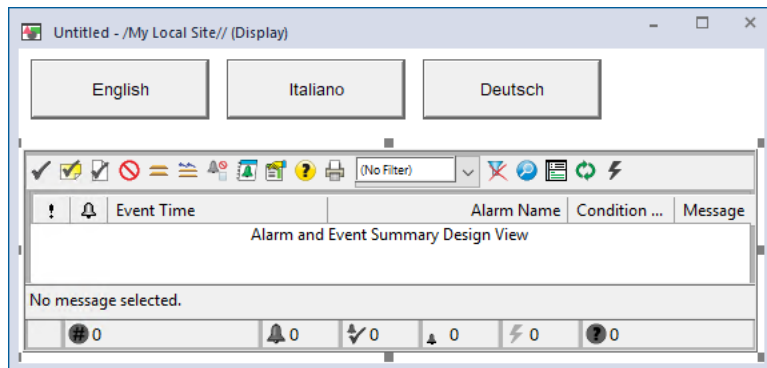 Untitled - /My Local Site// (Display)
English Italiano Deutsch
(No Filter)
! Event Time Alarm Name Condition ... Message
Alarm and Event Summary Design View
No message selected.
# 0 0 0 0 0 ? 0